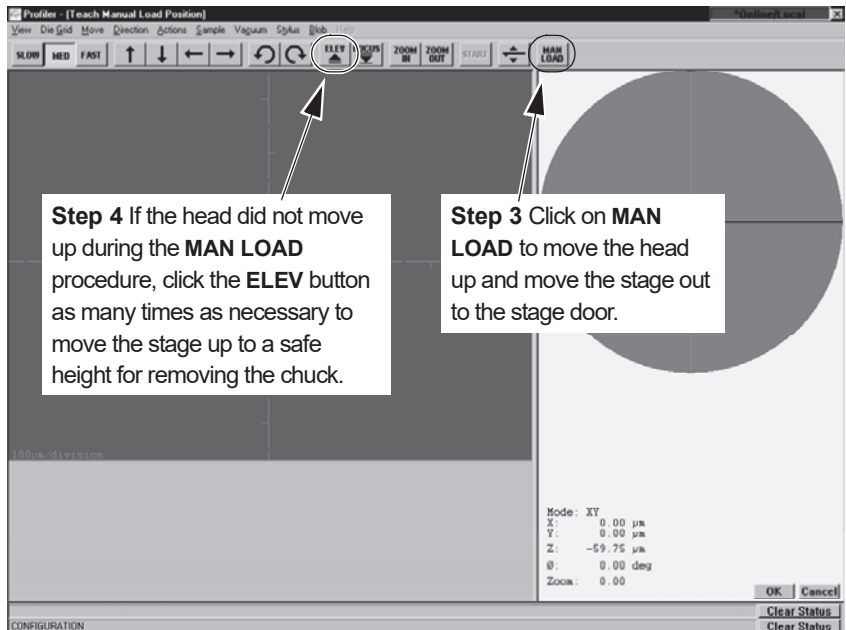 Profiler - [Teach Manual Load Position]
*Online/Local
View Die Grid Move Direction Actions Sample Vacuum Stylus Blob Help
SLOW MED FAST ELEV FOCUS ZOOM IN ZOOM OUT START MAN LOAD
Step 4 If the head did not move
up during the MAN LOAD
procedure, click the ELEV button
as many times as necessary to
move the stage up to a safe
height for removing the chuck.
Step 3 Click on MAN
LOAD to move the head
up and move the stage out
to the stage door.
100µm/division
Mode: XY
X: 0.00 µm
Y: 0.00 µm
Z: -59.75 µm
Ø: 0.00 deg
Zoom: 0.00
OK Cancel
Clear Status
CONFIGURATION Clear Status